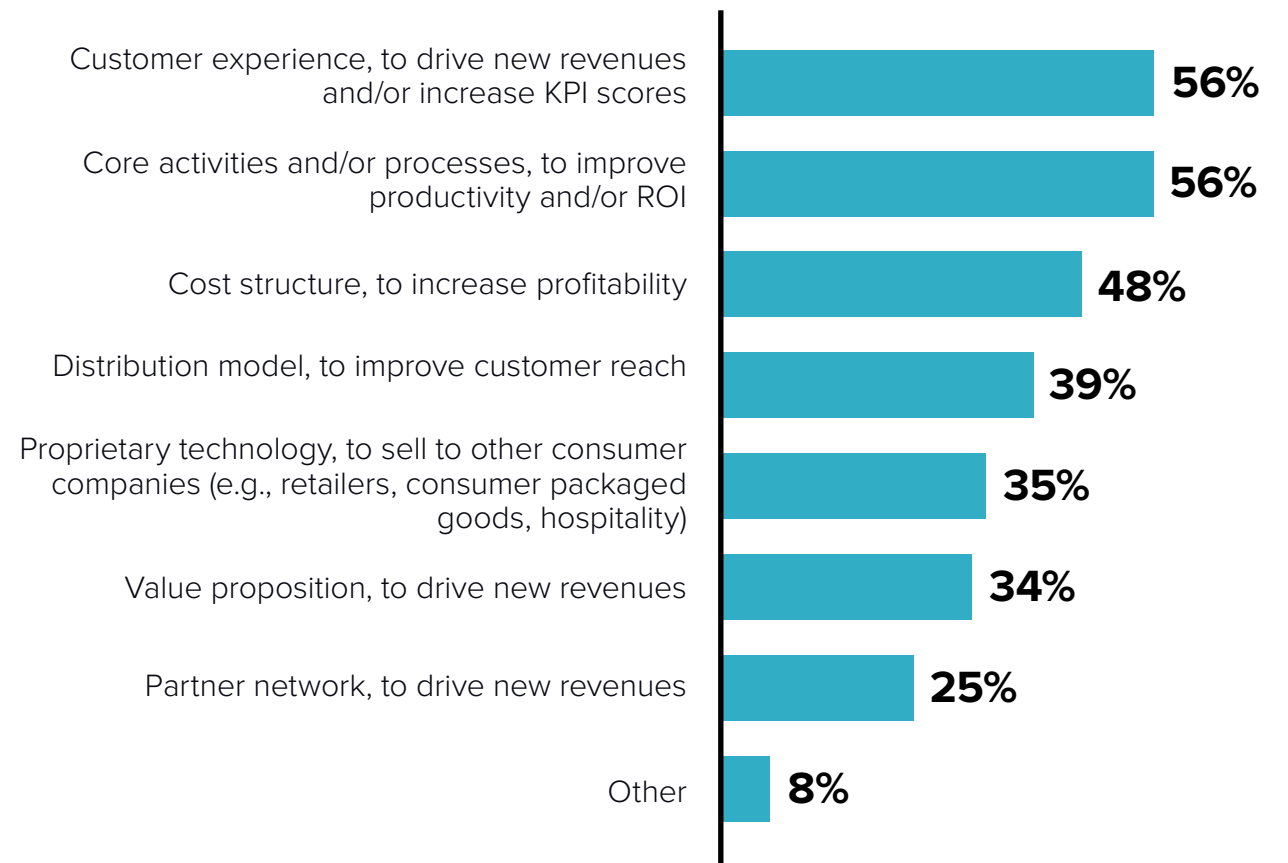 Customer experience, to drive new revenues
and/or increase KPI scores
56%
Core activities and/or processes, to improve
productivity and/or ROI
56%
Cost structure, to increase profitability
48%
Distribution model, to improve customer reach
39%
Proprietary technology, to sell to other consumer
companies (e.g., retailers, consumer packaged
goods, hospitality)
35%
Value proposition, to drive new revenues
34%
Partner network, to drive new revenues
25%
Other
8%